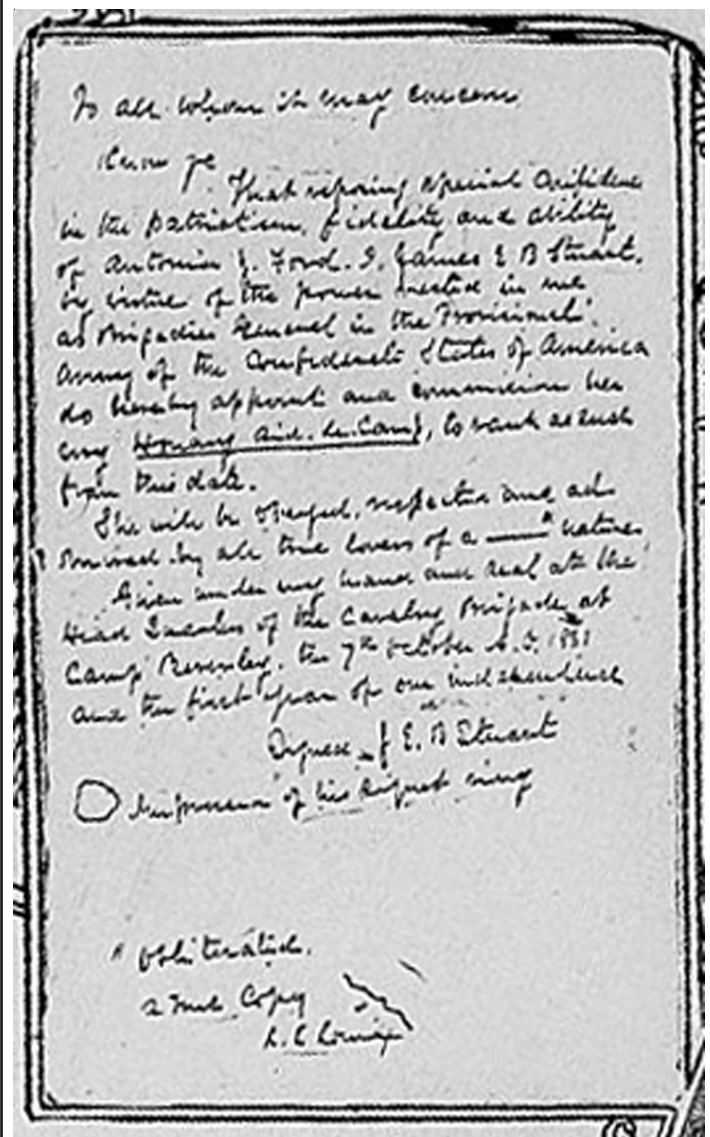 To all whom it may concern
Know ye
That reposing special confidence
in the patriotism, fidelity and ability
of Antonia J. Ford. I, James E B Stuart,
by virtue of the power vested in me
as Brigadier General in the Provisional
Army of the Confederate States of America
do hereby appoint and commission her
my Honorary Aid-de-Camp, to rank as such
from this date.
She will be obeyed, respected and ad-
mired by all true lovers of a " nature
Given under my hand and seal at the
Head Quarters of the Cavalry Brigade at
Camp Beverley, the 7th October A.D. 1861
and the first year of our independence
Signed J E. B Stuart
Impression of his signet ring
" obliterated.
a true Copy
L. C.